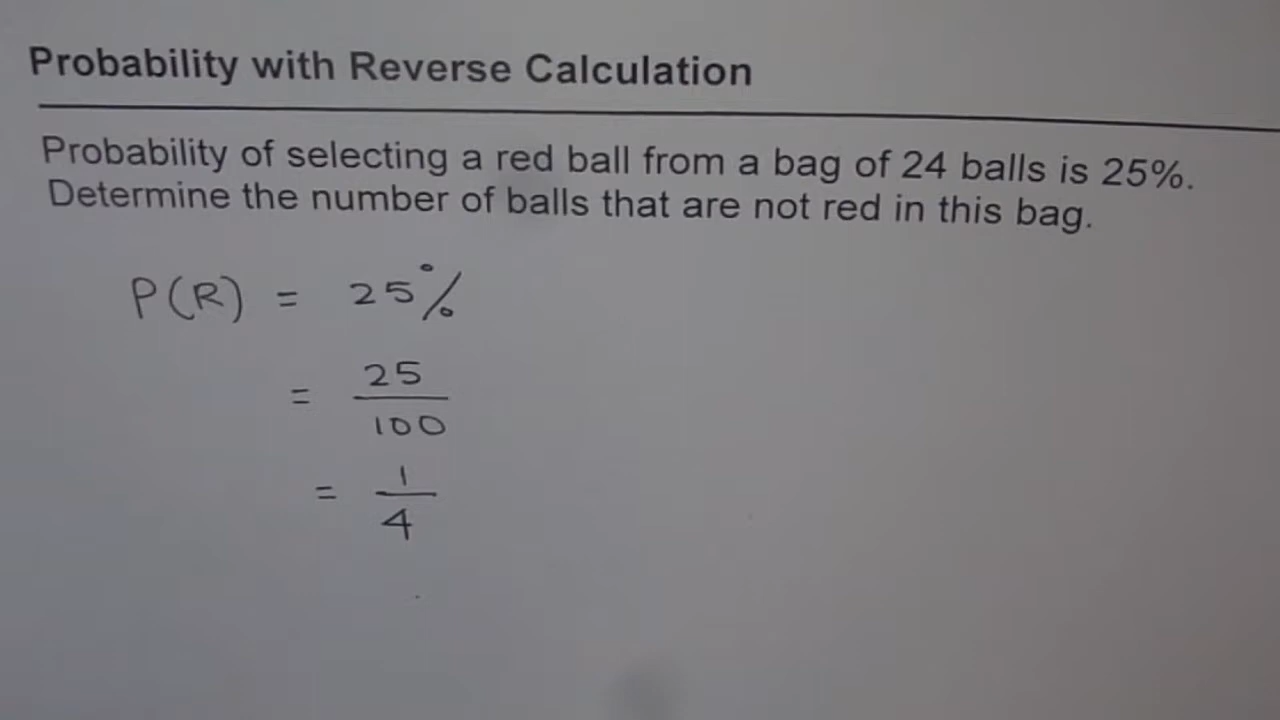 Probability with Reverse Calculation
Probability of selecting a red ball from a bag of 24 balls is 25%.
Determine the number of balls that are not red in this bag.
P(R) = 25%
= 25/100
= 1/4